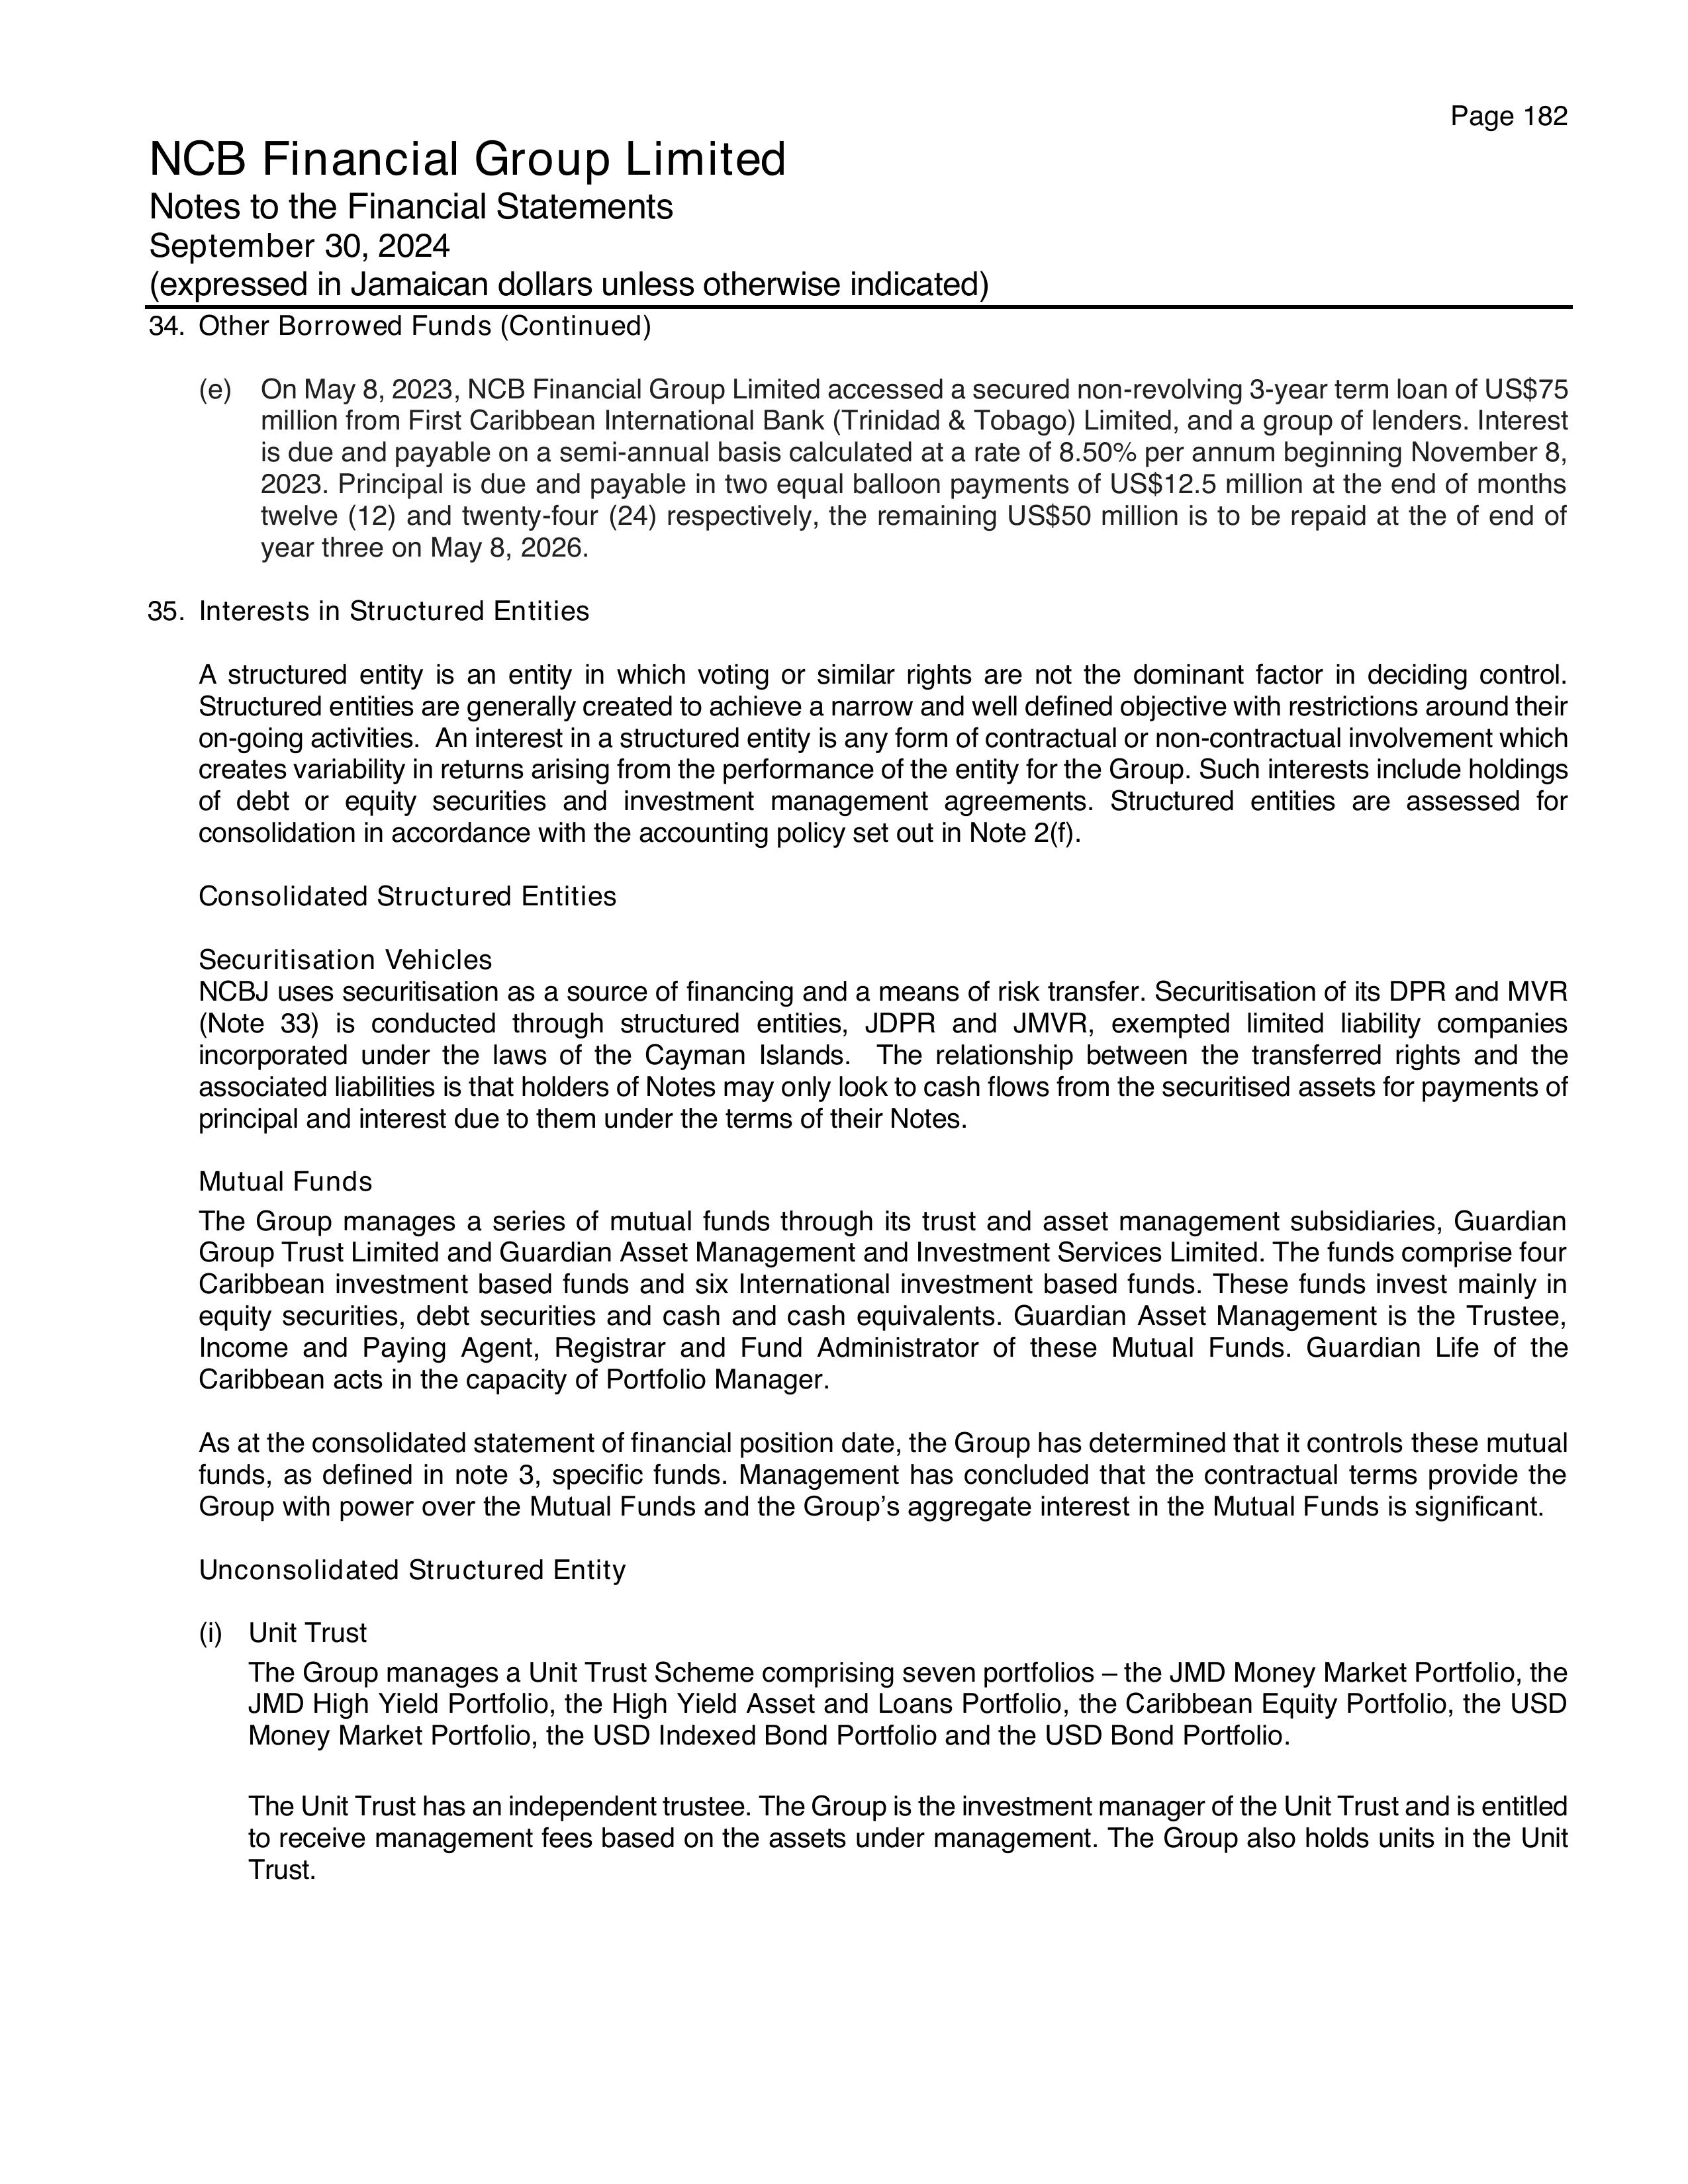 Page 182
NCB Financial Group Limited
Notes to the Financial Statements
September 30, 2024
(expressed in Jamaican dollars unless otherwise indicated)
34. Other Borrowed Funds (Continued)
(e) On May 8, 2023, NCB Financial Group Limited accessed a secured non-revolving 3-year term loan of US$75
million from First Caribbean International Bank (Trinidad & Tobago) Limited, and a group of lenders. Interest
is due and payable on a semi-annual basis calculated at a rate of 8.50% per annum beginning November 8,
2023. Principal is due and payable in two equal balloon payments of US$12.5 million at the end of months
twelve (12) and twenty-four (24) respectively, the remaining US$50 million is to be repaid at the of end of
year three on May 8, 2026.
35. Interests in Structured Entities
A structured entity is an entity in which voting or similar rights are not the dominant factor in deciding control.
Structured entities are generally created to achieve a narrow and well defined objective with restrictions around their
on-going activities. An interest in a structured entity is any form of contractual or non-contractual involvement which
creates variability in returns arising from the performance of the entity for the Group. Such interests include holdings
of debt or equity securities and investment management agreements. Structured entities are assessed for
consolidation in accordance with the accounting policy set out in Note 2(f).
Consolidated Structured Entities
Securitisation Vehicles
NCBJ uses securitisation as a source of financing and a means of risk transfer. Securitisation of its DPR and MVR
(Note 33) is conducted through structured entities, JDPR and JMVR, exempted limited liability companies
incorporated under the laws of the Cayman Islands. The relationship between the transferred rights and the
associated liabilities is that holders of Notes may only look to cash flows from the securitised assets for payments of
principal and interest due to them under the terms of their Notes.
Mutual Funds
The Group manages a series of mutual funds through its trust and asset management subsidiaries, Guardian
Group Trust Limited and Guardian Asset Management and Investment Services Limited. The funds comprise four
Caribbean investment based funds and six International investment based funds. These funds invest mainly in
equity securities, debt securities and cash and cash equivalents. Guardian Asset Management is the Trustee,
Income and Paying Agent, Registrar and Fund Administrator of these Mutual Funds. Guardian Life of the
Caribbean acts in the capacity of Portfolio Manager.
As at the consolidated statement of financial position date, the Group has determined that it controls these mutual
funds, as defined in note 3, specific funds. Management has concluded that the contractual terms provide the
Group with power over the Mutual Funds and the Group’s aggregate interest in the Mutual Funds is significant.
Unconsolidated Structured Entity
(i) Unit Trust
The Group manages a Unit Trust Scheme comprising seven portfolios – the JMD Money Market Portfolio, the
JMD High Yield Portfolio, the High Yield Asset and Loans Portfolio, the Caribbean Equity Portfolio, the USD
Money Market Portfolio, the USD Indexed Bond Portfolio and the USD Bond Portfolio.
The Unit Trust has an independent trustee. The Group is the investment manager of the Unit Trust and is entitled
to receive management fees based on the assets under management. The Group also holds units in the Unit
Trust.